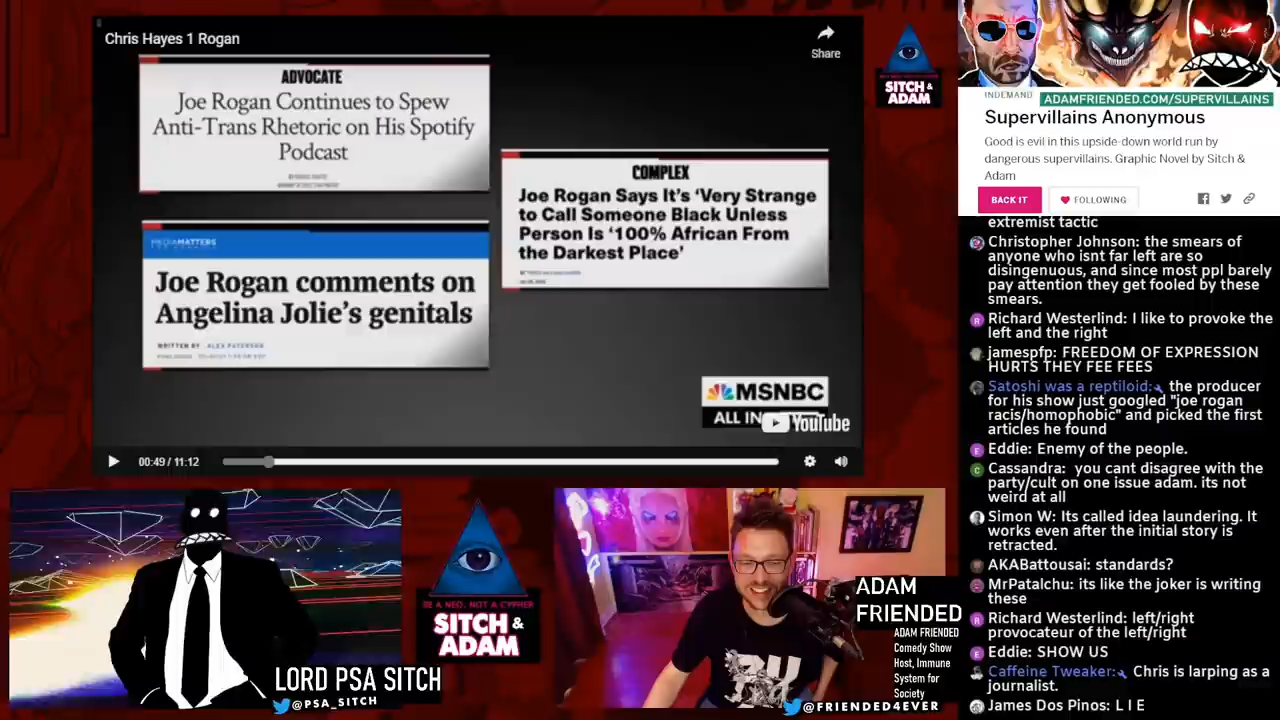 Chris Hayes 1 Rogan
Share
ADVOCATE
Joe Rogan Continues to Spew
Anti-Trans Rhetoric on His Spotify
Podcast
COMPLEX
Joe Rogan Says It's 'Very Strange
to Call Someone Black Unless
Person Is '100% African From
the Darkest Place'
MEDIAMATTERS
Joe Rogan comments on
Angelina Jolie's genitals
WRITTEN BY ALEX PATERSON
MSNBC
ALL IN
YouTube
00:49 / 11:12
SITCH &
ADAM
INDEMAND
ADAMFRIENDED.COM/SUPERVILLAINS
Supervillains Anonymous
Good is evil in this upside-down world run by
dangerous supervillains. Graphic Novel by Sitch &
Adam
BACK IT
FOLLOWING
extremist tactic
Christopher Johnson: the smears of
anyone who isnt far left are so
disingenuous, and since most ppl barely
pay attention they get fooled by these
smears.
Richard Westerlind: I like to provoke the
left and the right
jamespfp: FREEDOM OF EXPRESSION
HURTS THEY FEE FEES
Satoshi was a reptiloid: the producer
for his show just googled "joe rogan
racis/homophobic" and picked the first
articles he found
Eddie: Enemy of the people.
Cassandra: you cant disagree with the
party/cult on one issue adam. its not
weird at all
Simon W: Its called idea laundering. It
works even after the initial story is
retracted.
AKABattousai: standards?
MrPatalchu: its like the joker is writing
these
Richard Westerlind: left/right
provocateur of the left/right
Eddie: SHOW US
Caffeine Tweaker: Chris is larping as a
journalist.
James Dos Pinos: L I E
LORD PSA SITCH
@PSA_SITCH
BE A NEO, NOT A CYPHER
SITCH &
ADAM
ADAM
FRIENDED
ADAM FRIENDED
Comedy Show
Host, Immune
System for
Society
@FRIENDED4EVER